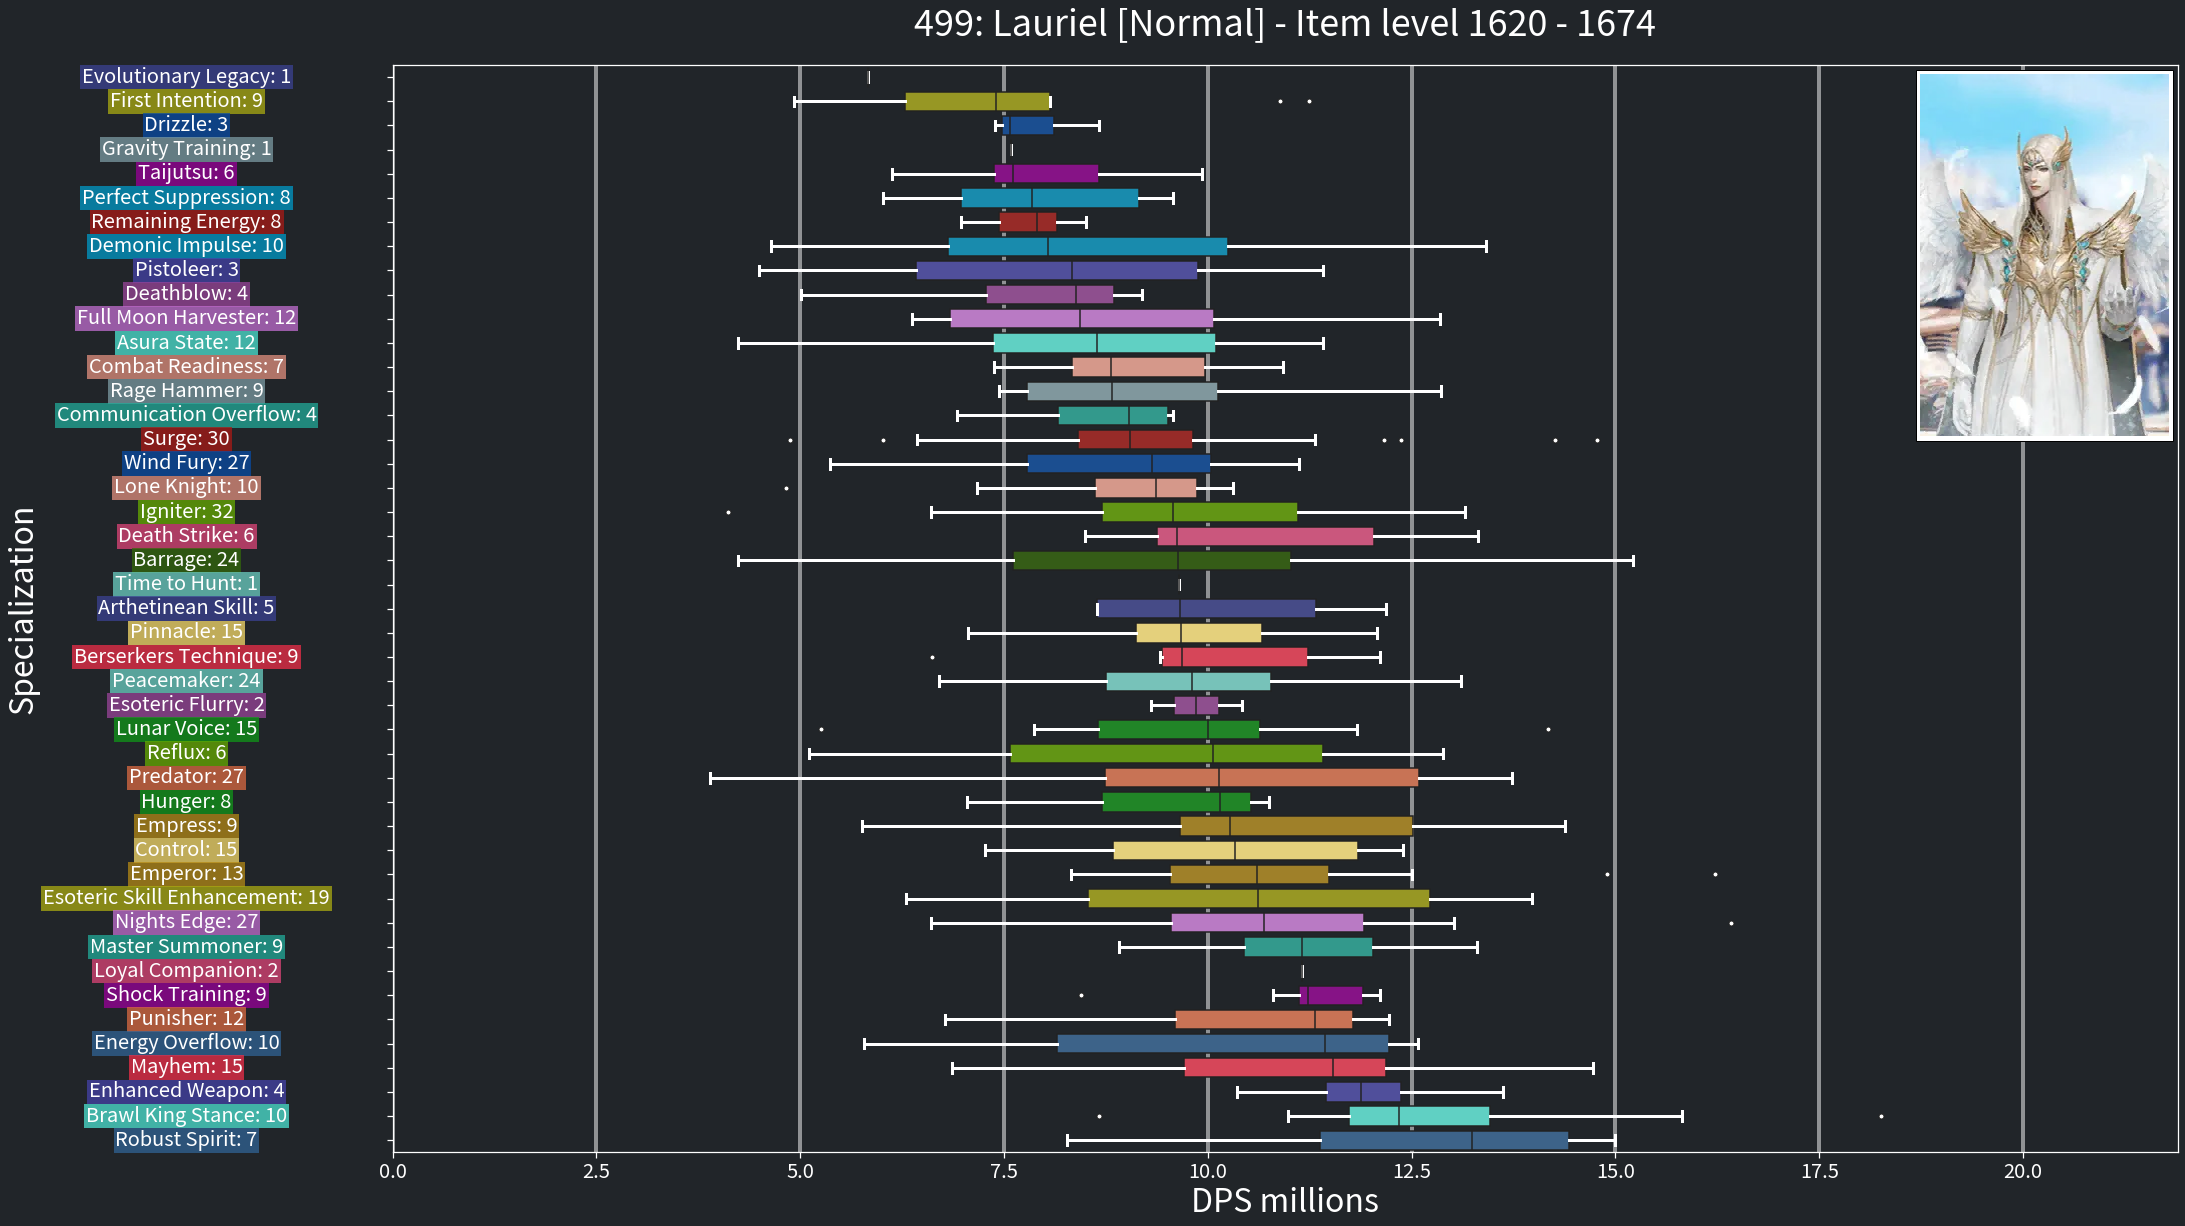 499: Lauriel [Normal] - Item level 1620 - 1674
Specialization
Evolutionary Legacy: 1
First Intention: 9
Drizzle: 3
Gravity Training: 1
Taijutsu: 6
Perfect Suppression: 8
Remaining Energy: 8
Demonic Impulse: 10
Pistoleer: 3
Deathblow: 4
Full Moon Harvester: 12
Asura State: 12
Combat Readiness: 7
Rage Hammer: 9
Communication Overflow: 4
Surge: 30
Wind Fury: 27
Lone Knight: 10
Igniter: 32
Death Strike: 6
Barrage: 24
Time to Hunt: 1
Arthetinean Skill: 5
Pinnacle: 15
Berserkers Technique: 9
Peacemaker: 24
Esoteric Flurry: 2
Lunar Voice: 15
Reflux: 6
Predator: 27
Hunger: 8
Empress: 9
Control: 15
Emperor: 13
Esoteric Skill Enhancement: 19
Nights Edge: 27
Master Summoner: 9
Loyal Companion: 2
Shock Training: 9
Punisher: 12
Energy Overflow: 10
Mayhem: 15
Enhanced Weapon: 4
Brawl King Stance: 10
Robust Spirit: 7
0.0 2.5 5.0 7.5 10.0 12.5 15.0 17.5 20.0
DPS millions